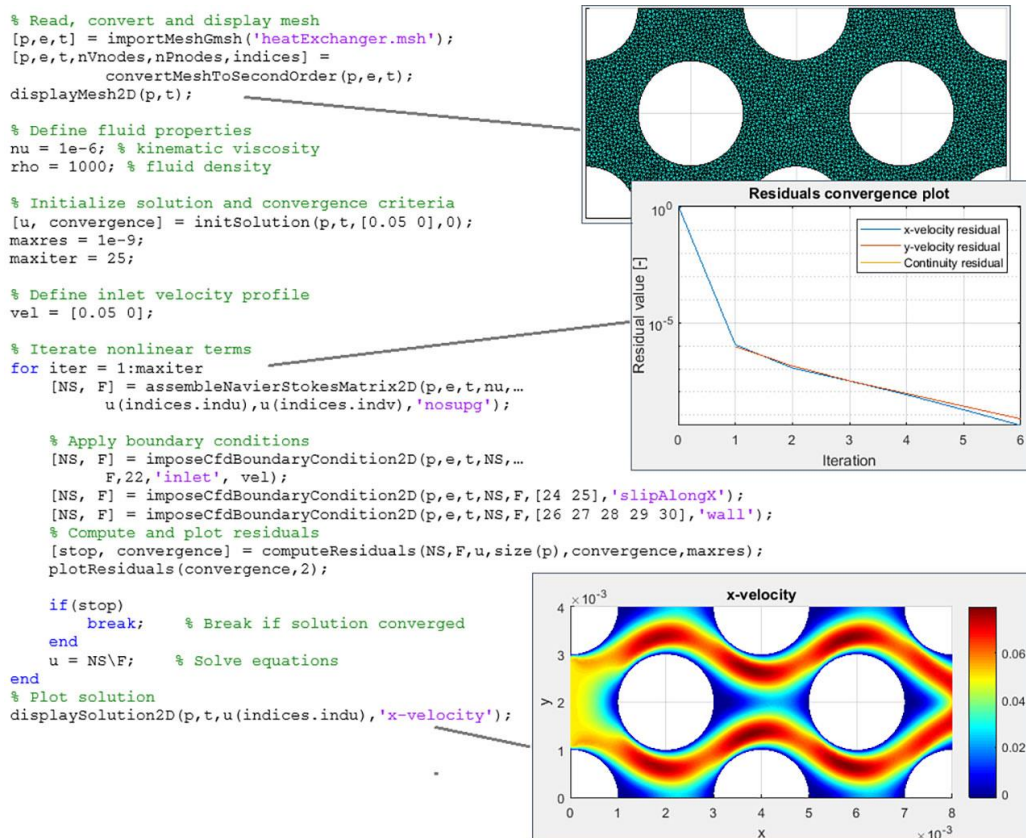 % Read, convert and display mesh
[p,e,t] = importMeshGmsh('heatExchanger.msh');
[p,e,t,nVnodes,nPnodes,indices] =
convertMeshToSecondOrder(p,e,t);
displayMesh2D(p,t);
% Define fluid properties
nu = 1e-6; % kinematic viscosity
rho = 1000; % fluid density
% Initialize solution and convergence criteria
[u, convergence] = initSolution(p,t,[0.05 0],0);
maxres = 1e-9;
maxiter = 25;
% Define inlet velocity profile
vel = [0.05 0];
% Iterate nonlinear terms
for iter = 1:maxiter
[NS, F] = assembleNavierStokesMatrix2D(p,e,t,nu,…
u(indices.indu),u(indices.indv),'nosupg');
% Apply boundary conditions
[NS, F] = imposeCfdBoundaryCondition2D(p,e,t,NS,…
F,22,'inlet', vel);
[NS, F] = imposeCfdBoundaryCondition2D(p,e,t,NS,F,[24 25],'slipAlongX');
[NS, F] = imposeCfdBoundaryCondition2D(p,e,t,NS,F,[26 27 28 29 30],'wall');
% Compute and plot residuals
[stop, convergence] = computeResiduals(NS,F,u,size(p),convergence,maxres);
plotResiduals(convergence,2);
if(stop)
break; % Break if solution converged
end
u = NS\F; % Solve equations
end
% Plot solution
displaySolution2D(p,t,u(indices.indu),'x-velocity');
Residuals convergence plot
Residual value [-]
10^0
10^-5
x-velocity residual
y-velocity residual
Continuity residual
0 1 2 3 4 5 6
Iteration
x-velocity
× 10^-3
y
4
3
2
1
0
0 1 2 3 4 5 6 7 8
x
× 10^-3
0.06
0.04
0.02
0